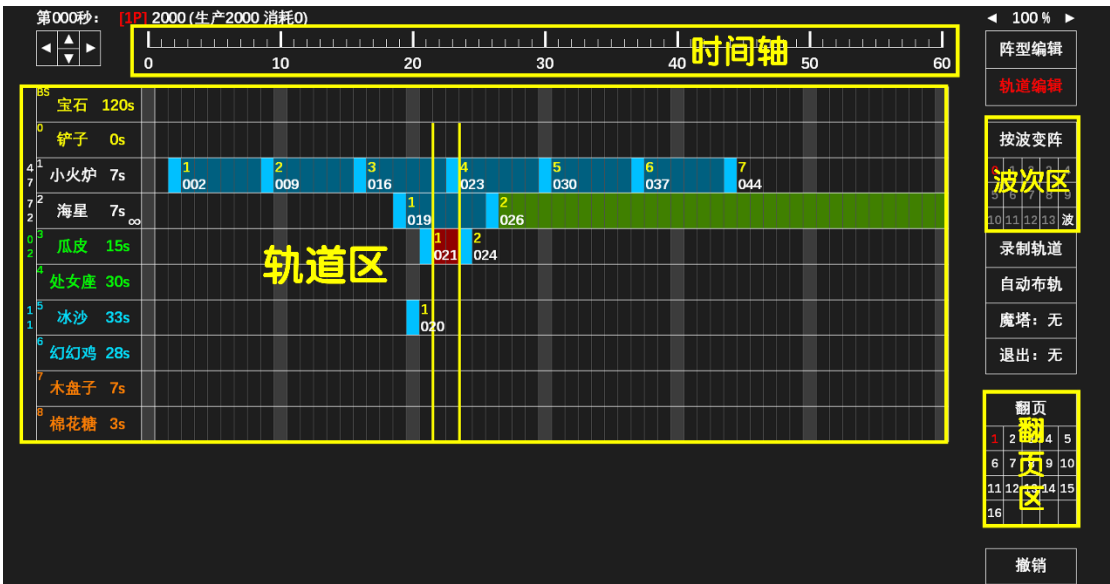 第000秒： [1P] 2000 (生产2000 消耗0)
◄ 100 % ►
◄ ▲ ▼ ►
时间轴
0 10 20 30 40 50 60
阵型编辑
轨道编辑
BS 宝石 120s
0 铲子 0s
按波变阵
4 7 1 小火炉 7s 1 002 2 009 3 016 4 023 5 030 6 037 7 044
波次区
5 6 7 8 9
10 11 12 13 波
7 2 2 海星 7s ∞ 1 019 2 026
0 2 3 瓜皮 15s 1 021 2 024
轨道区
录制轨道
4 处女座 30s
自动布轨
1 1 5 冰沙 33s 1 020
魔塔：无
6 幻幻鸡 28s
退出：无
7 木盘子 7s
8 棉花糖 3s
翻页
翻页区
1 2 4 5
6 7 8 9 10
11 12 13 14 15
16
撤销